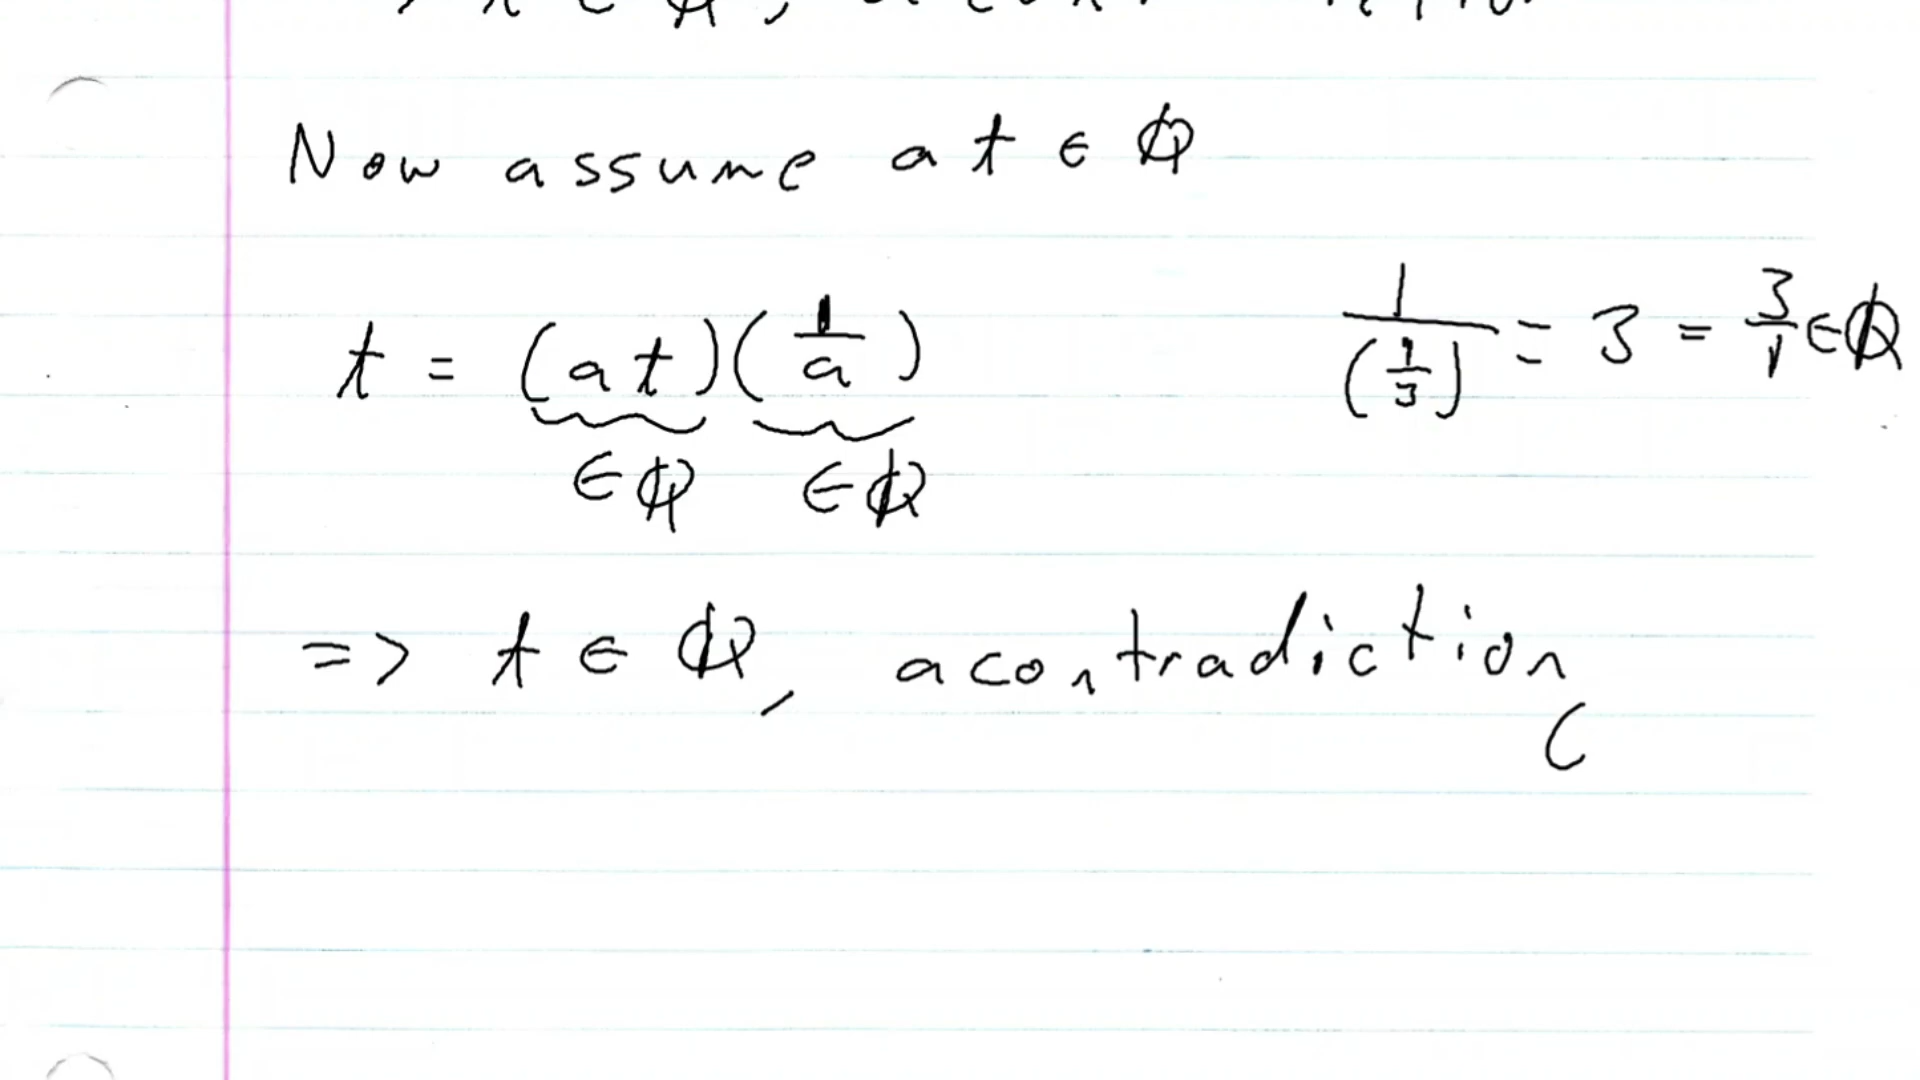 Now assume at ∈ ℚ
t = (at)(1/a)
∈ℚ ∈ℚ
1/(1/3) = 3 = 3/1 ∈ ℚ
=> t ∈ ℚ, a contradiction
(